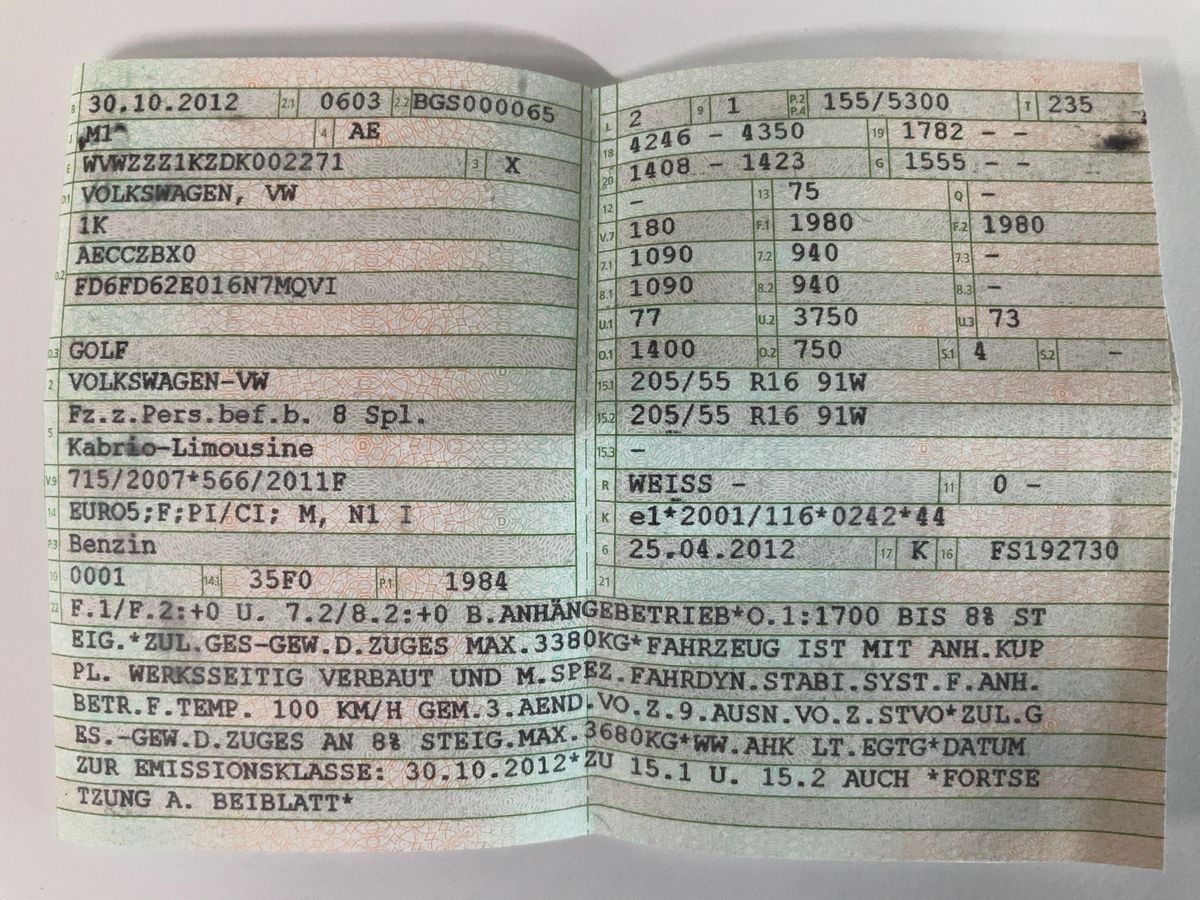 B 30.10.2012 2.1 0603 2.2 BGS000065
J M1 4 AE
E WVWZZZ1KZDK002271 3 X
D.1 VOLKSWAGEN, VW
1K
D.2 AECCZBX0
FD6FD62E016N7MQVI
D.3 GOLF
2 VOLKSWAGEN-VW
5 Fz.z.Pers.bef.b. 8 Spl.
Kabrio-Limousine
V.9 715/2007*566/2011F
14 EURO5;F;PI/CI; M, N1 I
P.3 Benzin
10 0001 14.1 35F0 P.1 1984
L 2 9 1 P.2 P.4 155/5300 T 235
18 4246 - 4350 19 1782 - -
20 1408 - 1423 G 1555 - -
12 - 13 75 Q -
V.7 180 F.1 1980 F.2 1980
7.1 1090 7.2 940 7.3 -
8.1 1090 8.2 940 8.3 -
U.1 77 U.2 3750 U.3 73
O.1 1400 O.2 750 S.1 4 S.2 -
15.1 205/55 R16 91W
15.2 205/55 R16 91W
15.3 -
R WEISS - 11 0 -
K e1*2001/116*0242*44
6 25.04.2012 17 K 16 FS192730
21
22 F.1/F.2:+0 U. 7.2/8.2:+0 B.ANHÄNGEBETRIEB*O.1:1700 BIS 8% ST
EIG.*ZUL.GES-GEW.D.ZUGES MAX.3380KG*FAHRZEUG IST MIT ANH.KUP
PL. WERKSSEITIG VERBAUT UND M.SPEZ.FAHRDYN.STABI.SYST.F.ANH.
BETR.F.TEMP. 100 KM/H GEM.3.AEND.VO.Z.9.AUSN.VO.Z.STVO*ZUL.G
ES.-GEW.D.ZUGES AN 8% STEIG.MAX.3680KG*WW.AHK LT.EGTG*DATUM
ZUR EMISSIONSKLASSE: 30.10.2012*ZU 15.1 U. 15.2 AUCH *FORTSE
TZUNG A. BEIBLATT*